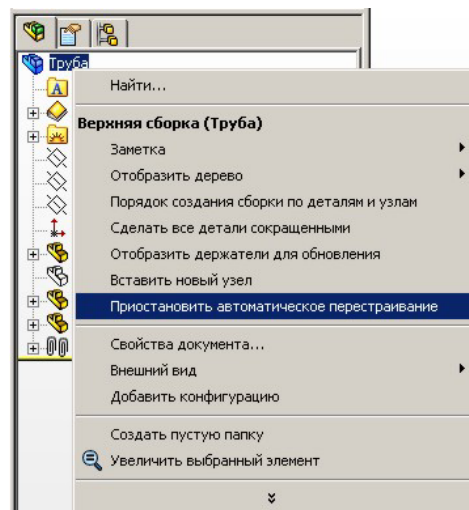 Труба
A
Найти...
Верхняя сборка (Труба)
Заметка
Отобразить дерево
Порядок создания сборки по деталям и узлам
Сделать все детали сокращенными
Отобразить держатели для обновления
Вставить новый узел
Приостановить автоматическое перестраивание
Свойства документа...
Внешний вид
Добавить конфигурацию
Создать пустую папку
Увеличить выбранный элемент